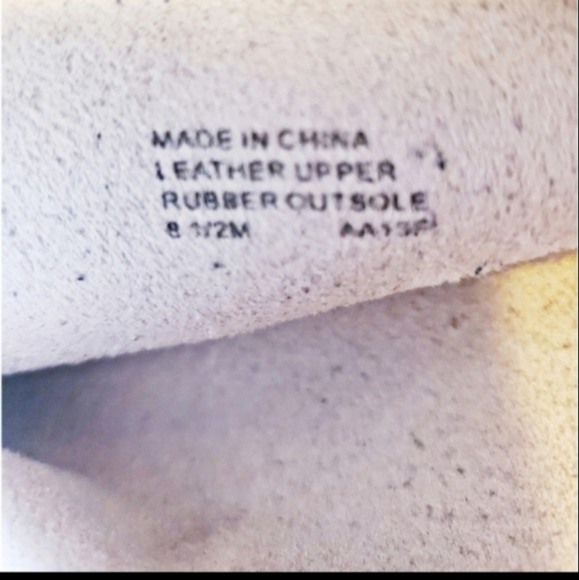 MADE IN CHINA
LEATHER UPPER
RUBBER OUTSOLE
8 1/2M